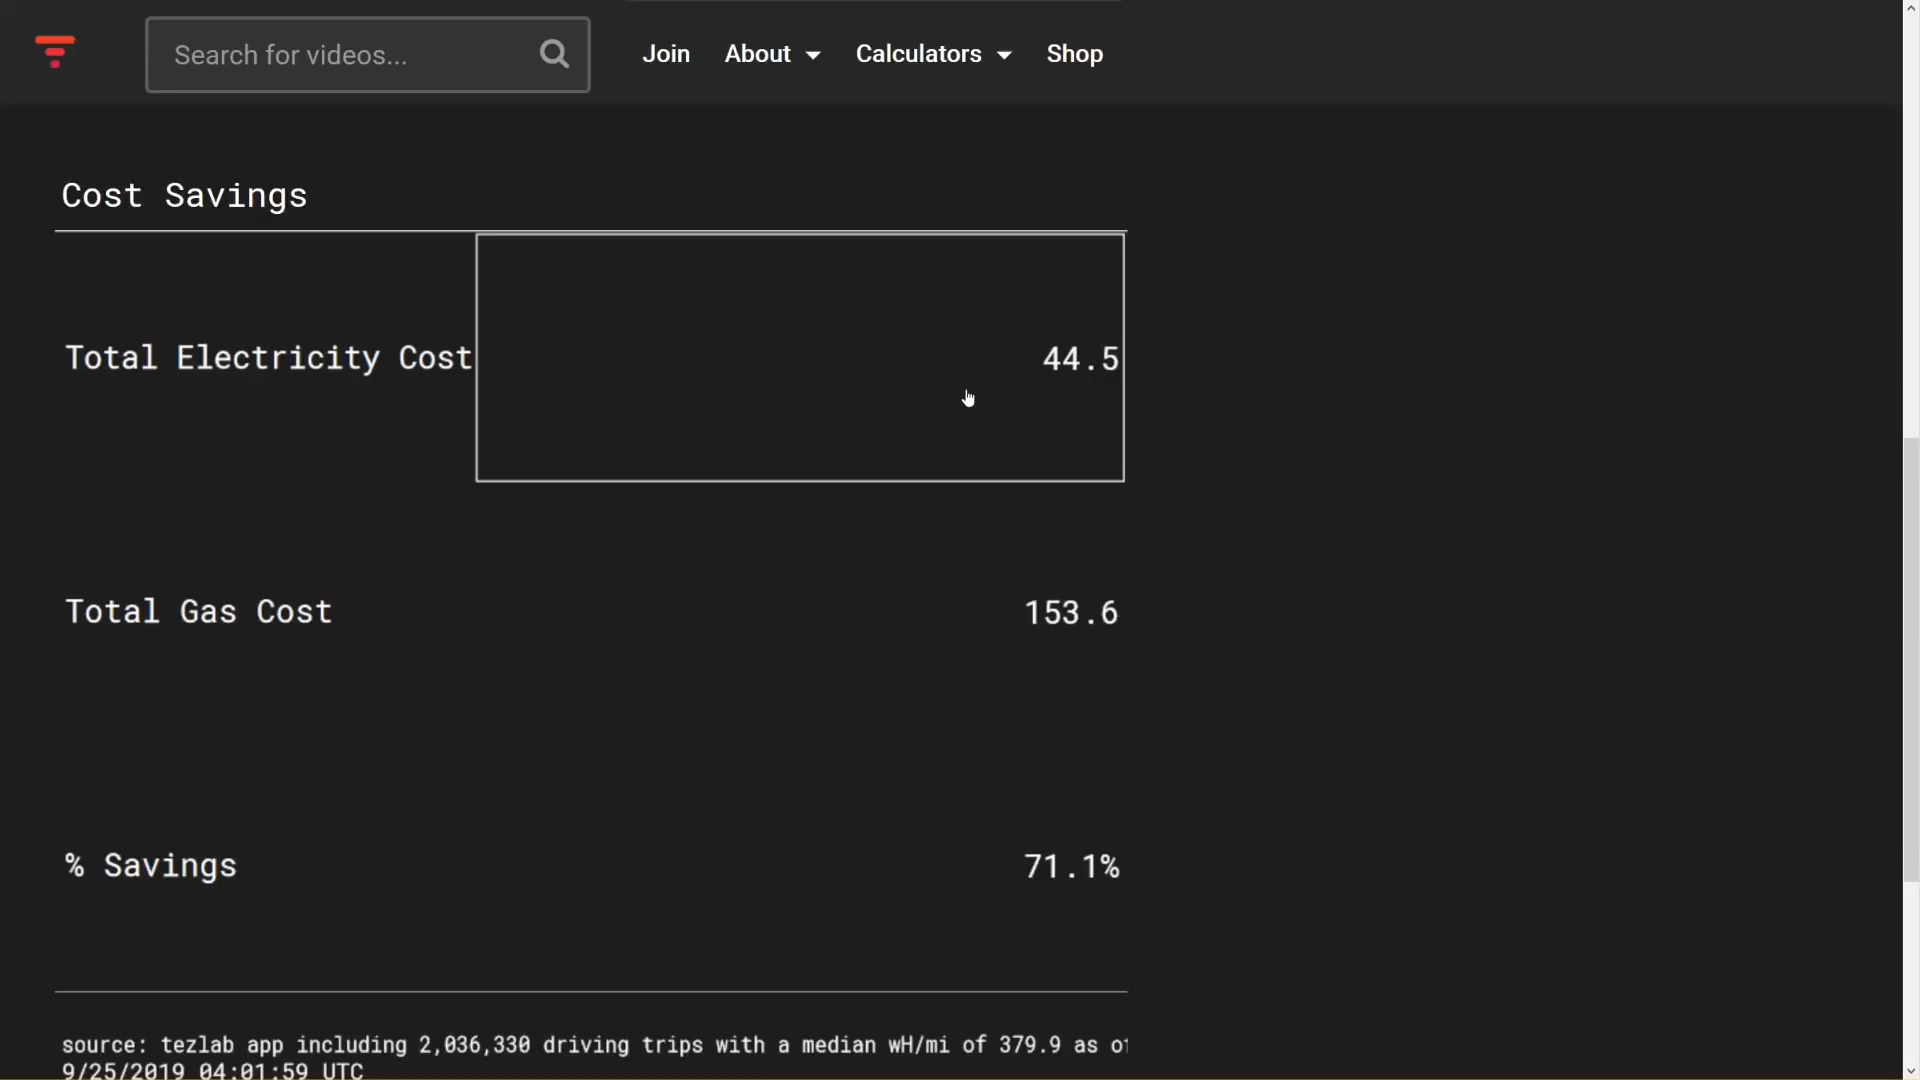 Search for videos...
Join
About
Calculators
Shop
Cost Savings
Total Electricity Cost 44.5
Total Gas Cost 153.6
% Savings 71.1%
source: tezlab app including 2,036,330 driving trips with a median wH/mi of 379.9 as of
9/25/2019 04:01:59 UTC